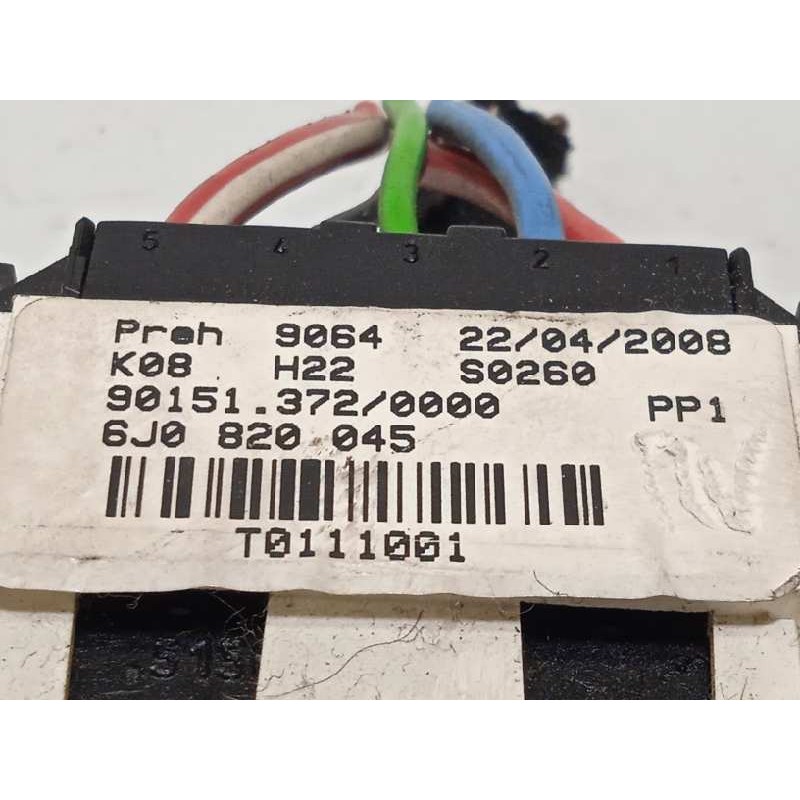 5 4 3 2 1
Preh 9064 22/04/2008
K08 H22 S0260
90151.372/0000 PP1
6J0 820 045
T0111001